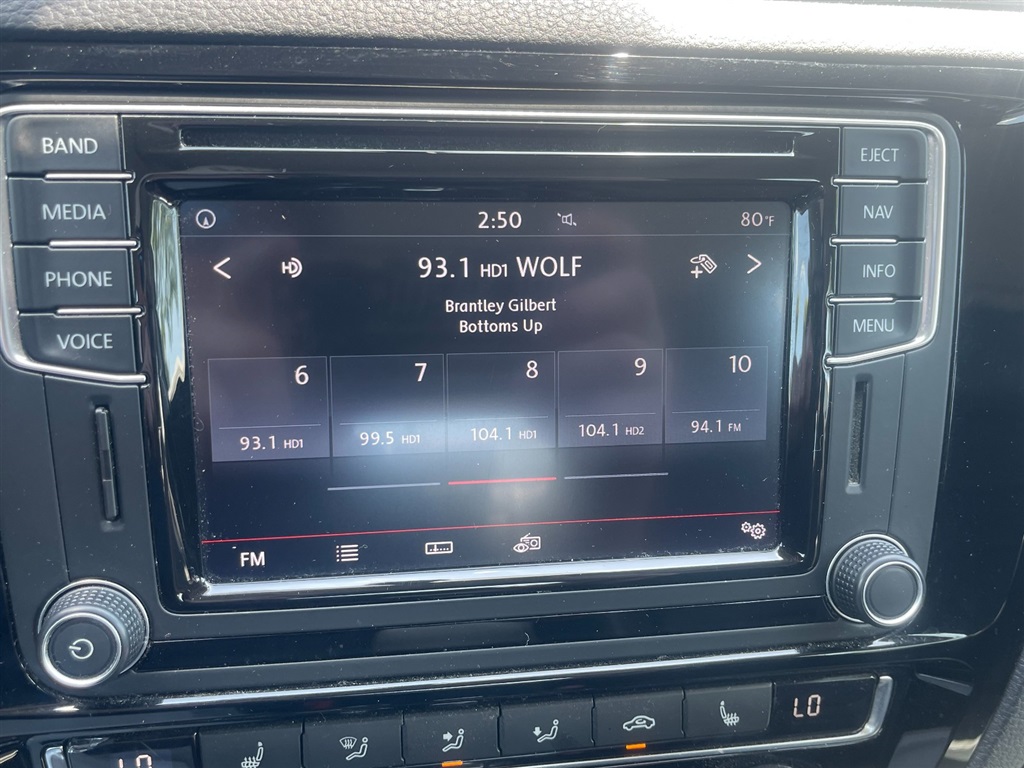 BAND
MEDIA
PHONE
VOICE
EJECT
NAV
INFO
MENU
2:50
80°F
HD
93.1 HD1 WOLF
Brantley Gilbert
Bottoms Up
6 7 8 9 10
93.1 HD1 99.5 HD1 104.1 HD1 104.1 HD2 94.1 FM
FM
LO
LO